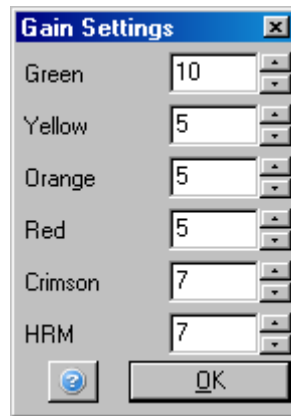 Gain Settings
Green 10
Yellow 5
Orange 5
Red 5
Crimson 7
HRM 7
? OK